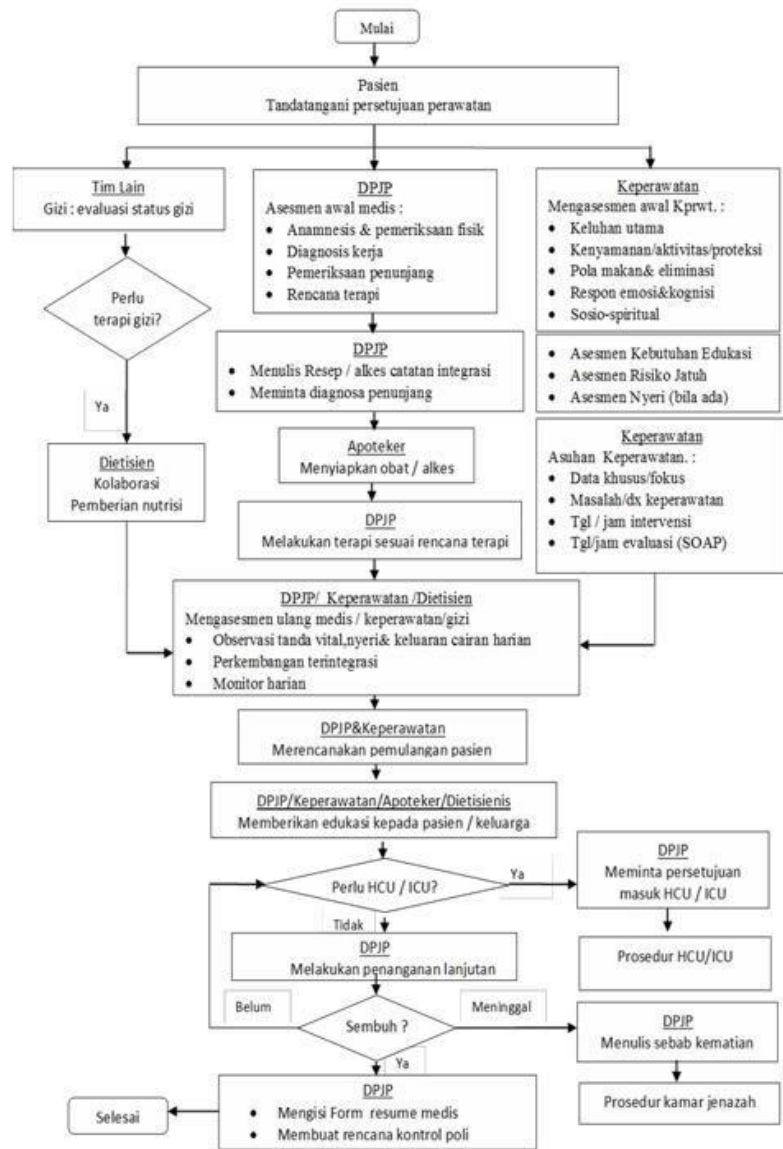 Mulai
Pasien
Tandatangani persetujuan perawatan
Tim Lain
Gizi : evaluasi status gizi
DPJP
Asesmen awal medis :
• Anamnesis & pemeriksaan fisik
• Diagnosis kerja
• Pemeriksaan penunjang
• Rencana terapi
Keperawatan
Mengasesmen awal Kprwt. :
• Keluhan utama
• Kenyamanan/aktivitas/proteksi
• Pola makan& eliminasi
• Respon emosi&kognisi
• Sosio-spiritual
Perlu
terapi gizi?
DPJP
• Menulis Resep / alkes catatan integrasi
• Meminta diagnosa penunjang
• Asesmen Kebutuhan Edukasi
• Asesmen Risiko Jatuh
• Asesmen Nyeri (bila ada)
Ya
Apoteker
Menyiapkan obat / alkes
Keperawatan
Asuhan Keperawatan. :
• Data khusus/fokus
• Masalah/dx keperawatan
• Tgl / jam intervensi
• Tgl/jam evaluasi (SOAP)
Dietisien
Kolaborasi
Pemberian nutrisi
DPJP
Melakukan terapi sesuai rencana terapi
DPJP/ Keperawatan /Dietisien
Mengasesmen ulang medis / keperawatan/gizi
• Observasi tanda vital,nyeri& keluaran cairan harian
• Perkembangan terintegrasi
• Monitor harian
DPJP&Keperawatan
Merencanakan pemulangan pasien
DPJP/Keperawatan/Apoteker/Dietisienis
Memberikan edukasi kepada pasien / keluarga
Perlu HCU / ICU?
Ya
DPJP
Meminta persetujuan
masuk HCU / ICU
Tidak
Prosedur HCU/ICU
DPJP
Melakukan penanganan lanjutan
Belum
Sembuh ?
Meninggal
DPJP
Menulis sebab kematian
Ya
Prosedur kamar jenazah
DPJP
• Mengisi Form resume medis
• Membuat rencana kontrol poli
Selesai